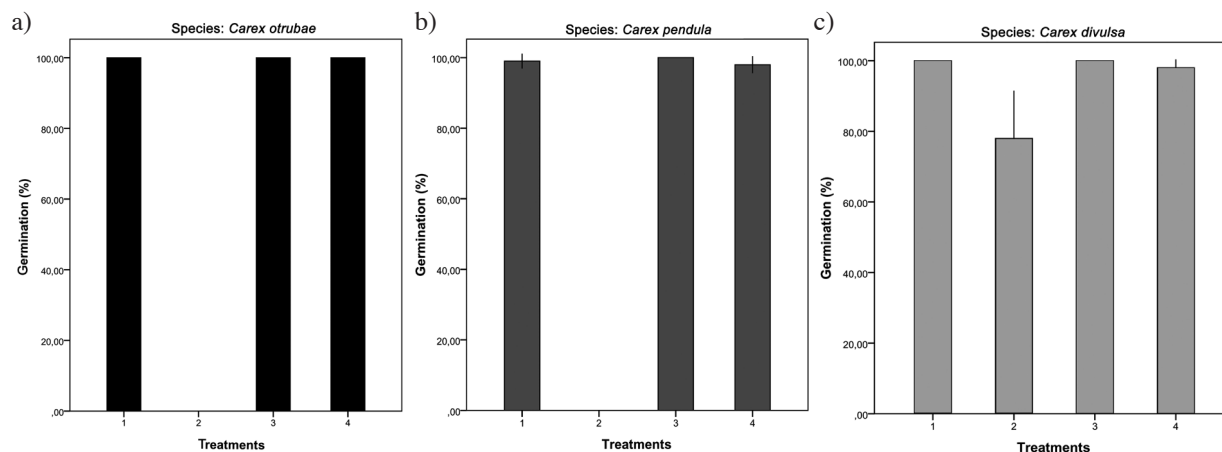 a)
Species: Carex otrubae
100,00
80,00
60,00
40,00
20,00
,00
Germination (%)
1 2 3 4
Treatments
b)
Species: Carex pendula
100,00
80,00
60,00
40,00
20,00
,00
Germination (%)
1 2 3 4
Treatments
c)
Species: Carex divulsa
100,00
80,00
60,00
40,00
20,00
,00
Germination (%)
1 2 3 4
Treatments